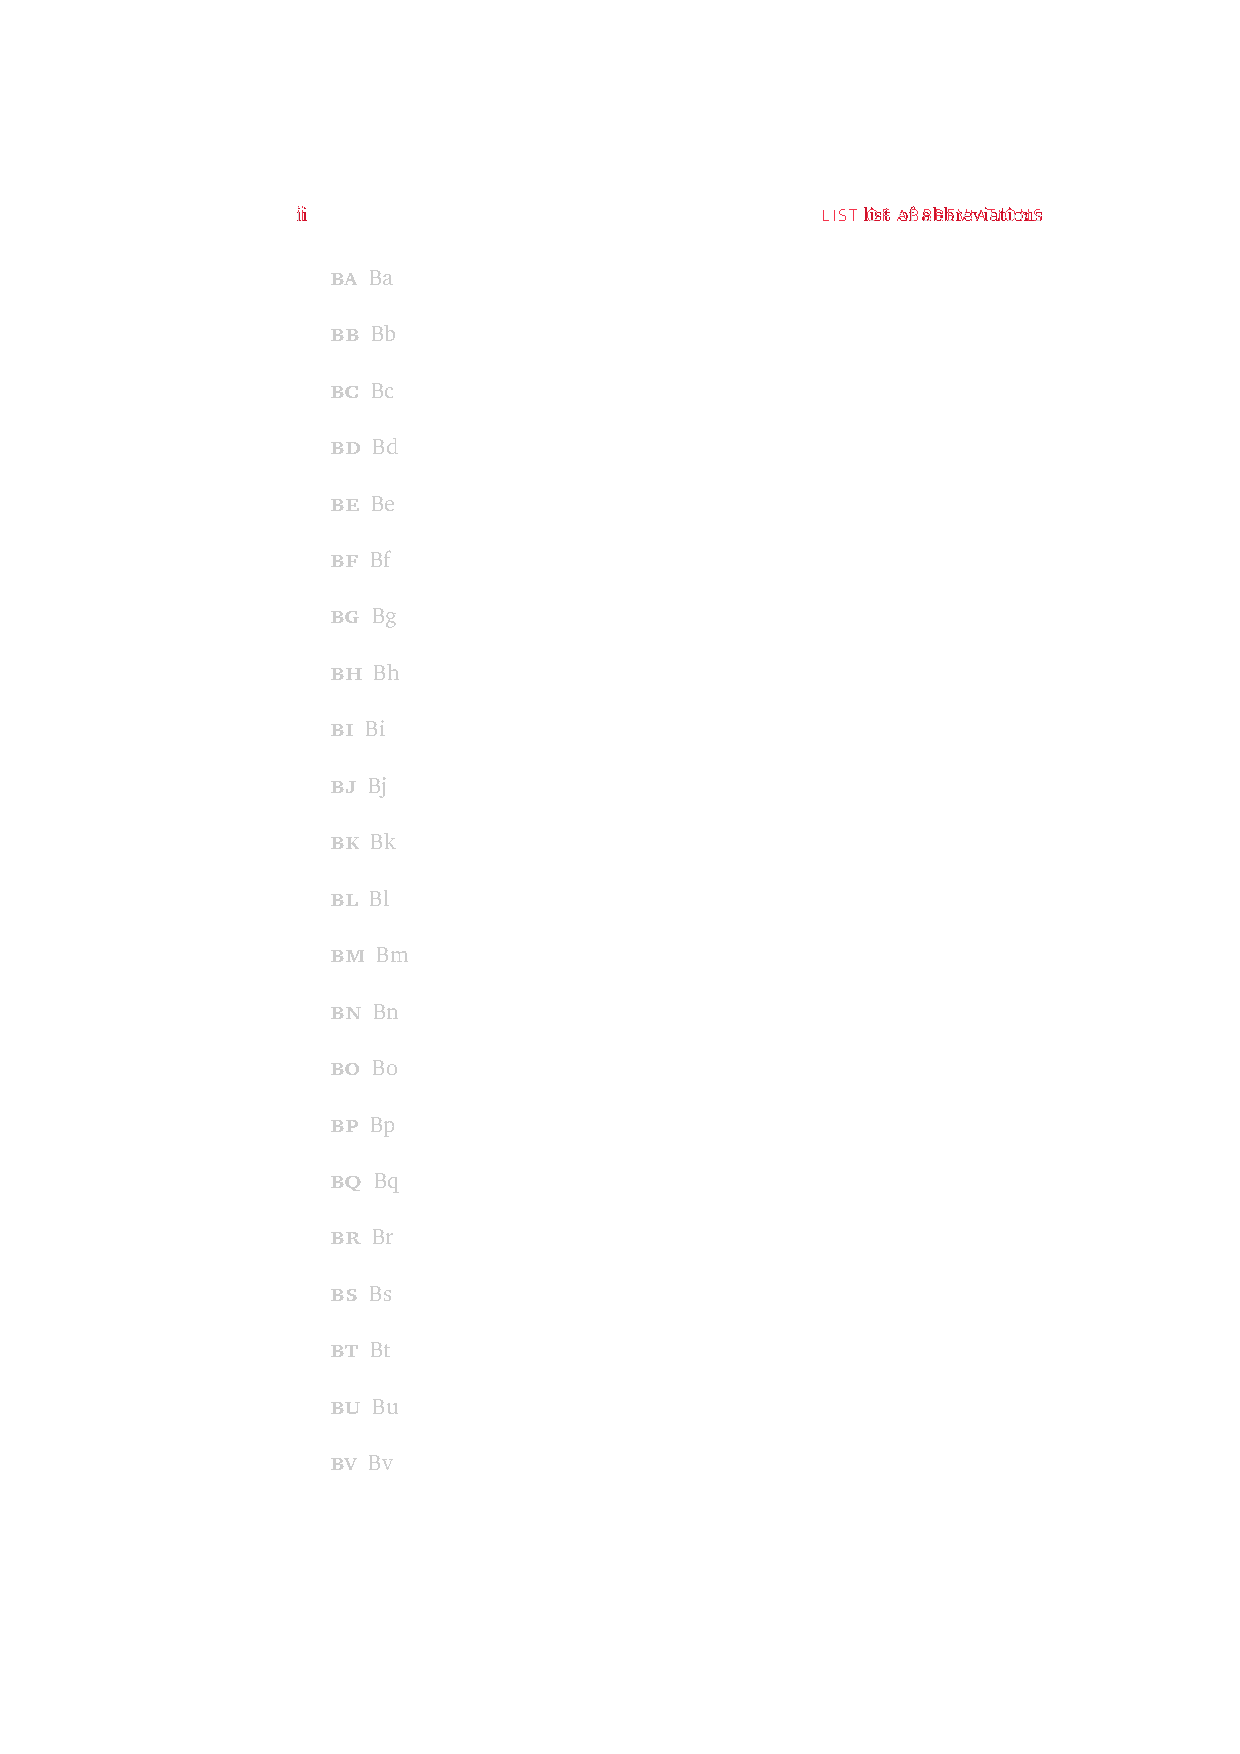 ii LIST OF ABBREVIATIONS list of abbreviations
BA Ba
BB Bb
BC Bc
BD Bd
BE Be
BF Bf
BG Bg
BH Bh
BI Bi
BJ Bj
BK Bk
BL Bl
BM Bm
BN Bn
BO Bo
BP Bp
BQ Bq
BR Br
BS Bs
BT Bt
BU Bu
BV Bv